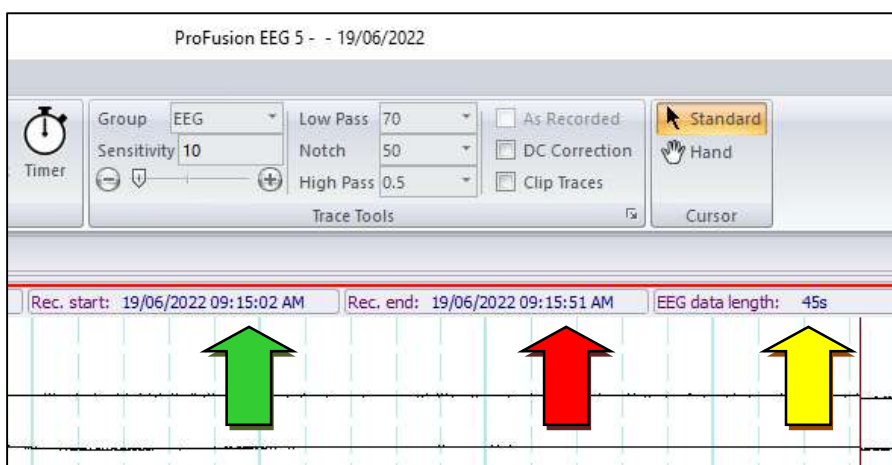 ProFusion EEG 5 - - 19/06/2022
Timer
Group EEG
Sensitivity 10
Low Pass 70
Notch 50
High Pass 0.5
As Recorded
DC Correction
Clip Traces
Trace Tools
Standard
Hand
Cursor
Rec. start: 19/06/2022 09:15:02 AM Rec. end: 19/06/2022 09:15:51 AM EEG data length: 45s